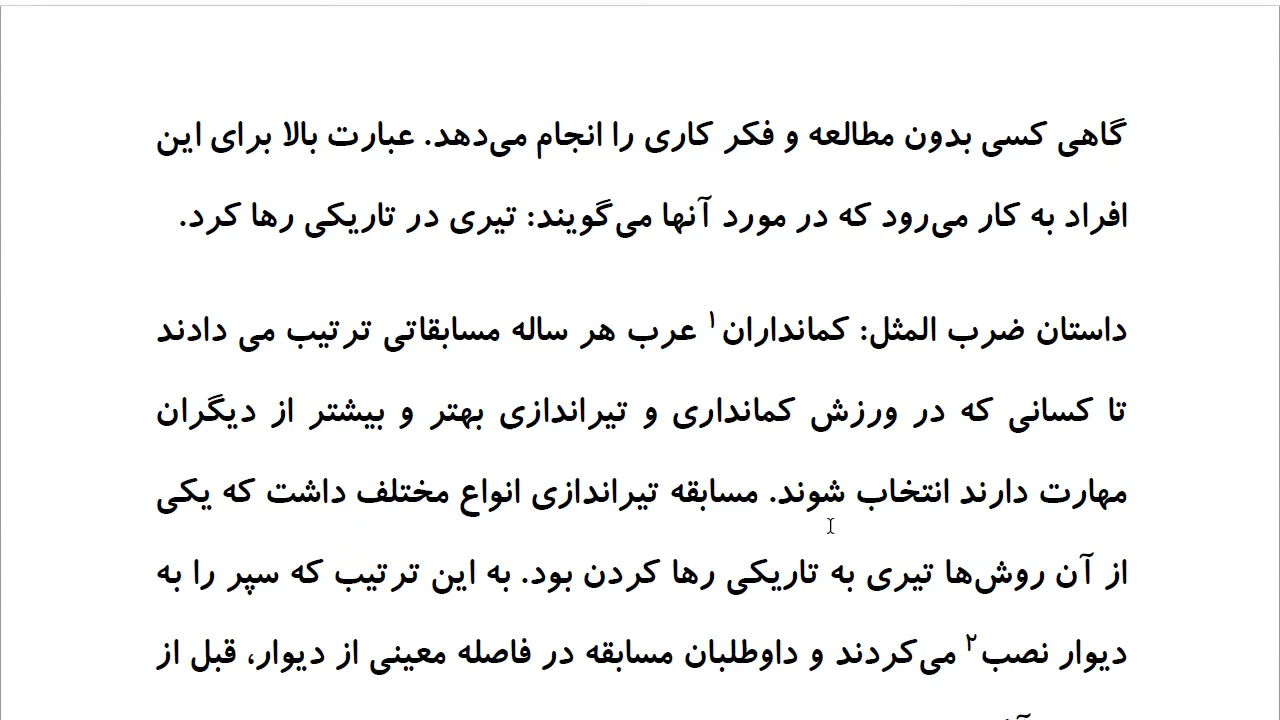 گاهی کسی بدون مطالعه و فکر کاری را انجام می‌دهد. عبارت بالا برای این
افراد به کار می‌رود که در مورد آنها می‌گویند: تیری در تاریکی رها کرد.
داستان ضرب المثل: کمانداران۱ عرب هر ساله مسابقاتی ترتیب می دادند
تا کسانی که در ورزش کمانداری و تیراندازی بهتر و بیشتر از دیگران
مهارت دارند انتخاب شوند. مسابقه تیراندازی انواع مختلف داشت که یکی
از آن روش‌ها تیری به تاریکی رها کردن بود. به این ترتیب که سپر را به
دیوار نصب۲ می‌کردند و داوطلبان مسابقه در فاصله معینی از دیوار، قبل از